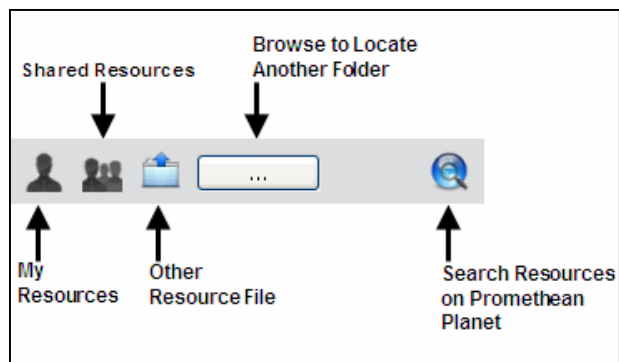 Browse to Locate
Another Folder
Shared Resources
...
My
Resources
Other
Resource File
Search Resources
on Promethean
Planet